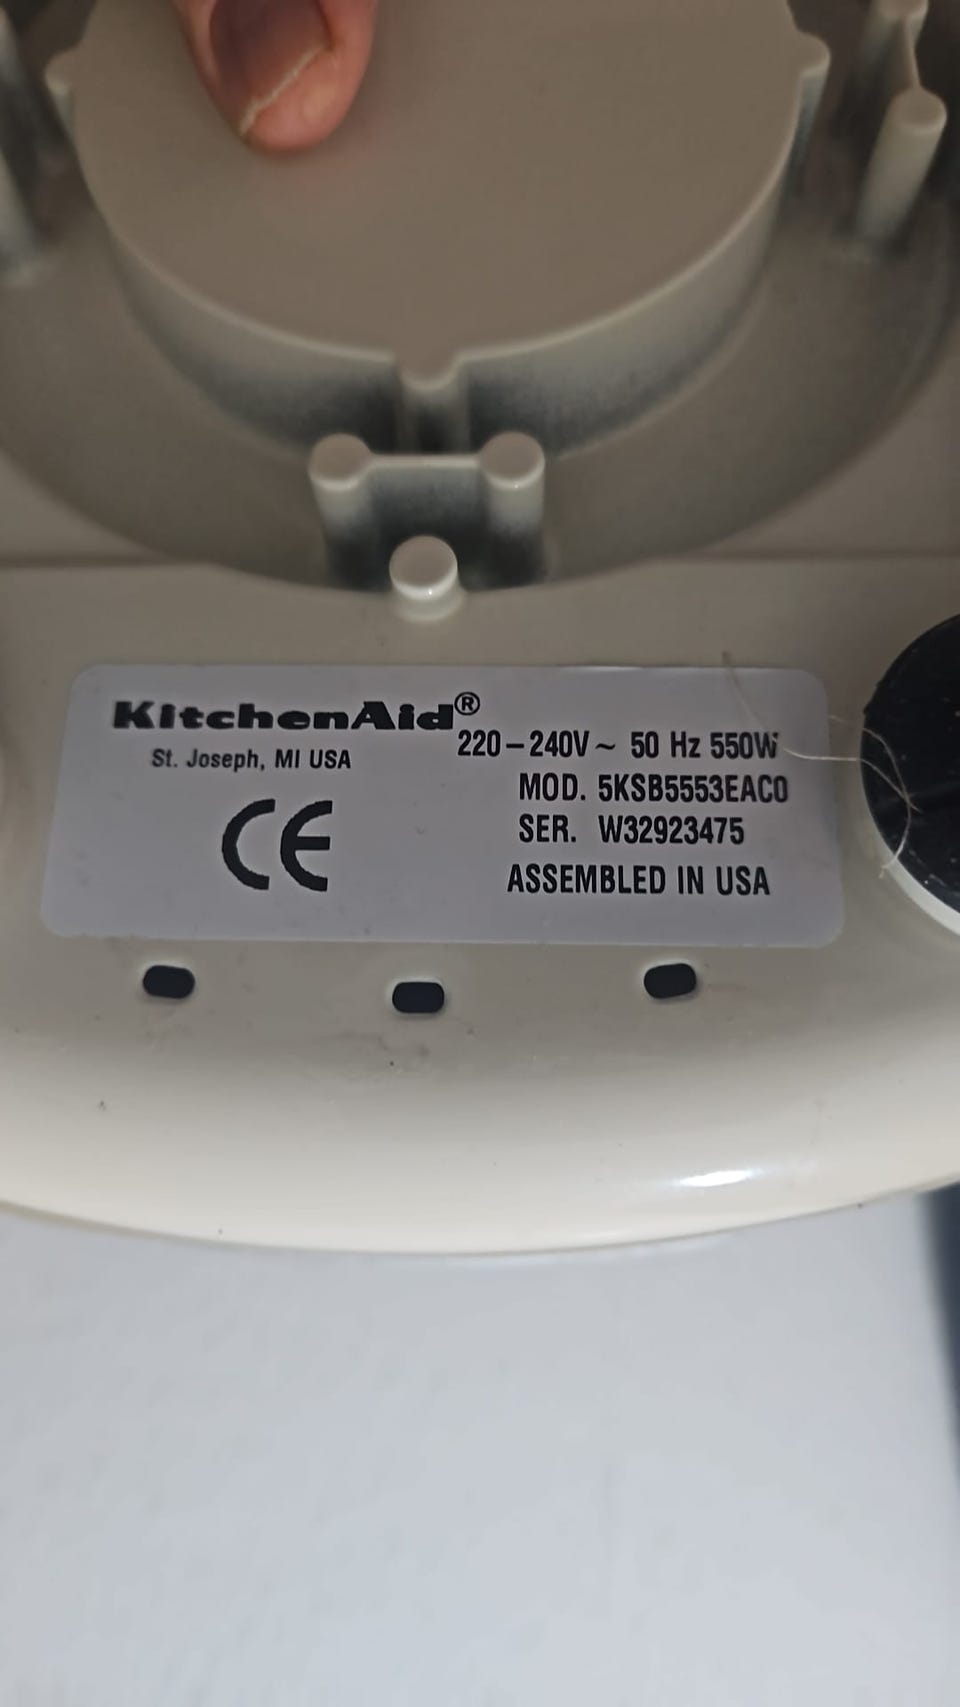 KitchenAid®
St. Joseph, MI USA
CE
220-240V~ 50 Hz 550W
MOD. 5KSB5553EAC0
SER. W32923475
ASSEMBLED IN USA